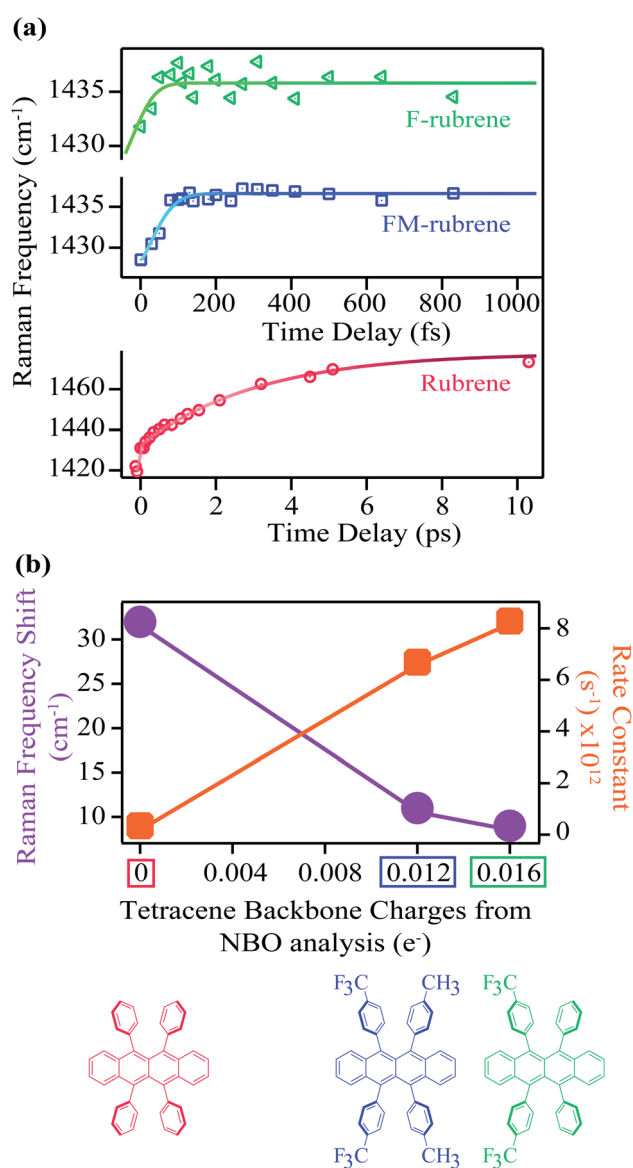 (a)
Raman Frequency (cm⁻¹)
1435
1430
F-rubrene
1435
1430
FM-rubrene
0 200 400 600 800 1000
Time Delay (fs)
1460
1440
1420
Rubrene
0 2 4 6 8 10
Time Delay (ps)
(b)
Raman Frequency Shift
(cm⁻¹)
30
25
20
15
10
8
6
4
2
0
Rate Constant
(s⁻¹) x10¹²
0 0.004 0.008 0.012 0.016
Tetracene Backbone Charges from
NBO analysis (e⁻)
F₃C CH₃ F₃C
F₃C CH₃ F₃C